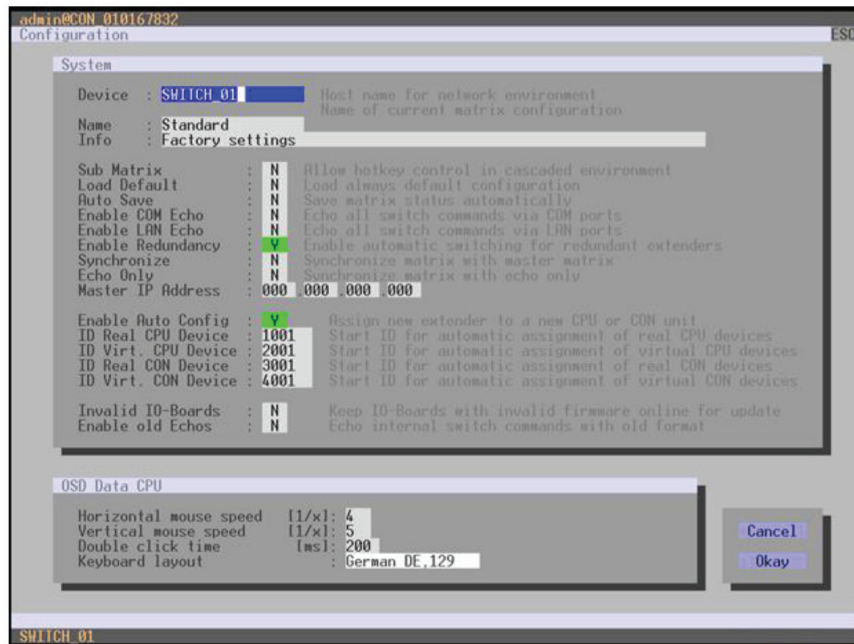 admin@CON_010167832
Configuration ESC
System
Device : SWITCH_01 Host name for network environment
Name of current matrix configuration
Name : Standard
Info : Factory settings
Sub Matrix : N Allow hotkey control in cascaded environment
Load Default : N Load always default configuration
Auto Save : N Save matrix status automatically
Enable COM Echo : N Echo all switch commands via COM ports
Enable LAN Echo : N Echo all switch commands via LAN ports
Enable Redundancy : Y Enable automatic switching for redundant extenders
Synchronize : N Synchronize matrix with master matrix
Echo Only : N Synchronize matrix with echo only
Master IP Address : 000 .000 .000 .000
Enable Auto Config : Y Assign new extender to a new CPU or CON unit
ID Real CPU Device : 1001 Start ID for automatic assignment of real CPU devices
ID Virt. CPU Device : 2001 Start ID for automatic assignment of virtual CPU devices
ID Real CON Device : 3001 Start ID for automatic assignment of real CON devices
ID Virt. CON Device : 4001 Start ID for automatic assignment of virtual CON devices
Invalid IO-Boards : N Keep IO-Boards with invalid firmware online for update
Enable old Echos : N Echo internal switch commands with old format
OSD Data CPU
Horizontal mouse speed [1/x]: 4
Vertical mouse speed [1/x]: 5
Double click time [ms]: 200
Keyboard layout : German DE,129
Cancel
Okay
SWITCH_01